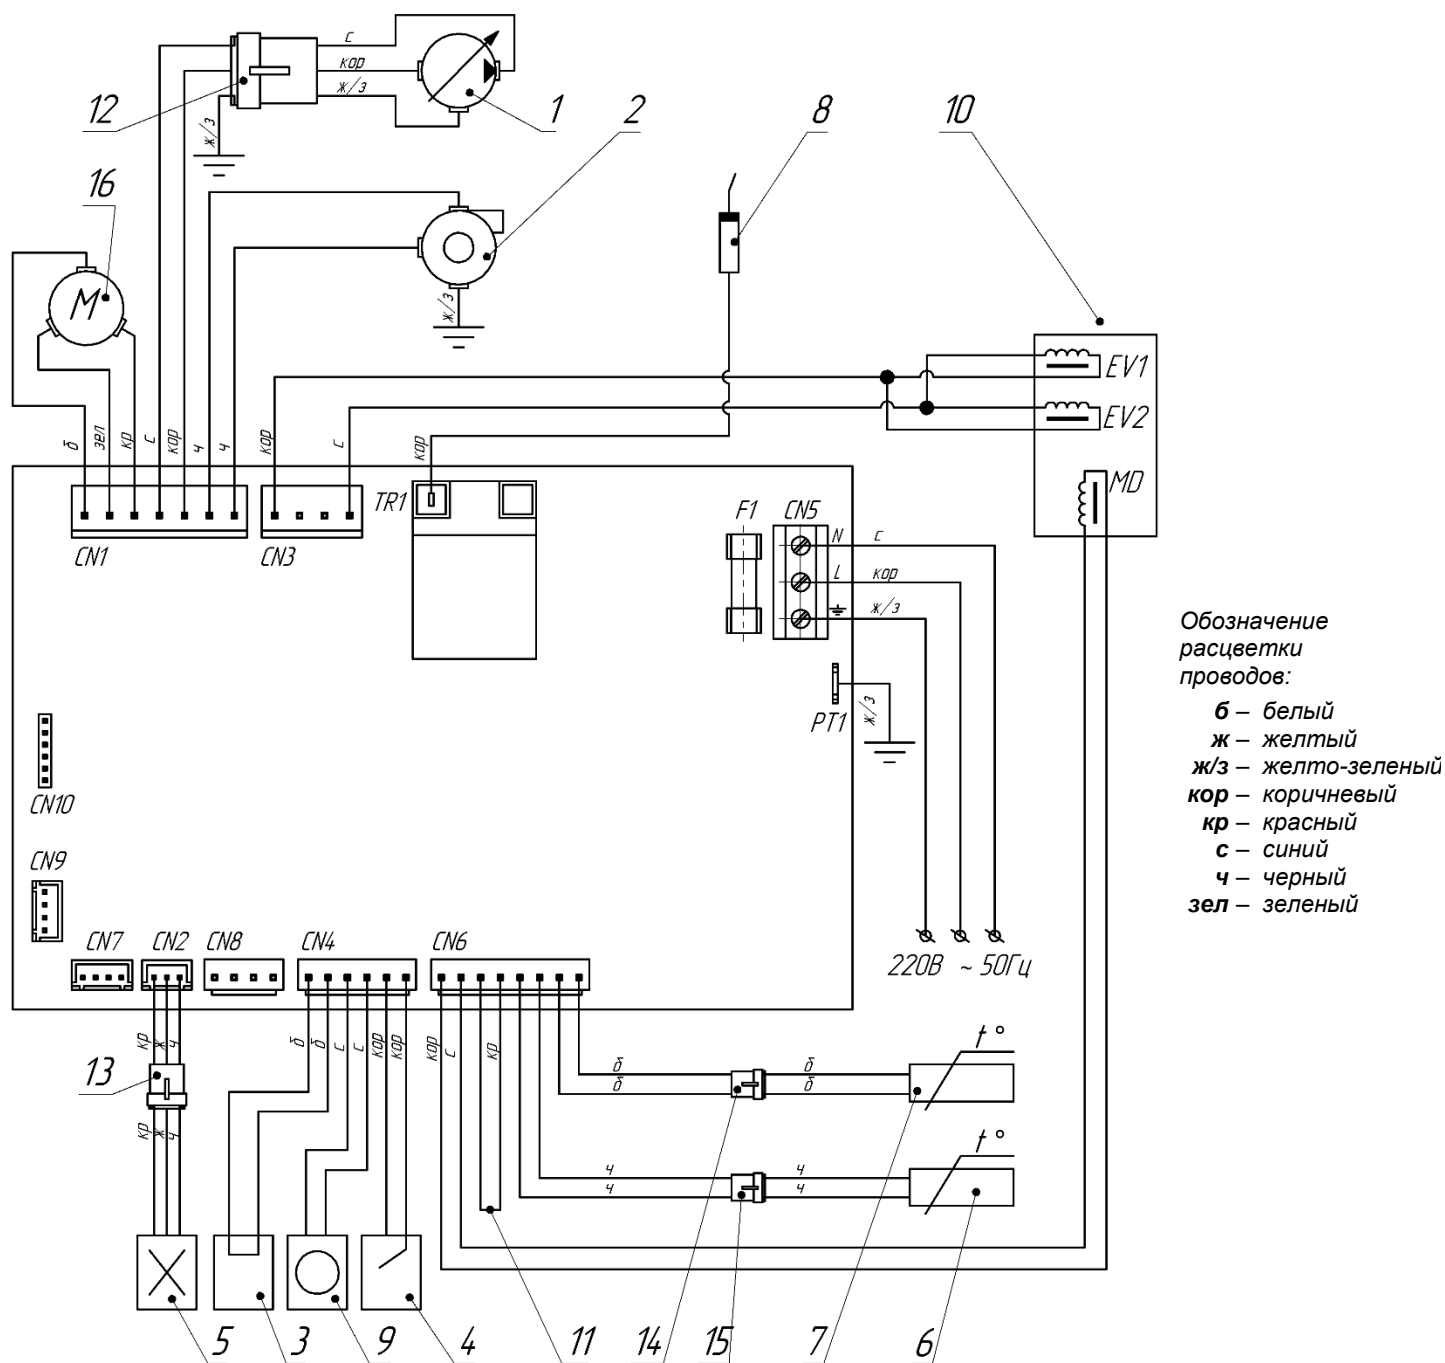 с
кор
ж/з
12
1
2
8
10
ж/з
16
M
ж/з
EV1
EV2
MD
б
зел
кр
с
кор
ч
ч
кор
с
кор
TR1
CN1
CN3
F1
CN5
N
с
L
кор
ж/з
PT1
ж/з
Обозначение
расцветки
проводов:
б – белый
ж – желтый
ж/з – желто-зеленый
кор – коричневый
кр – красный
с – синий
ч – черный
зел – зеленый
CN10
CN9
CN7
CN2
CN8
CN4
CN6
220В ~ 50Гц
кр
ж
ч
б
б
с
с
кор
кор
кор
с
кр
13
б
б
б
б
t°
кр
ж
ч
ч
ч
ч
ч
t°
5
3
9
4
11
14
15
7
6